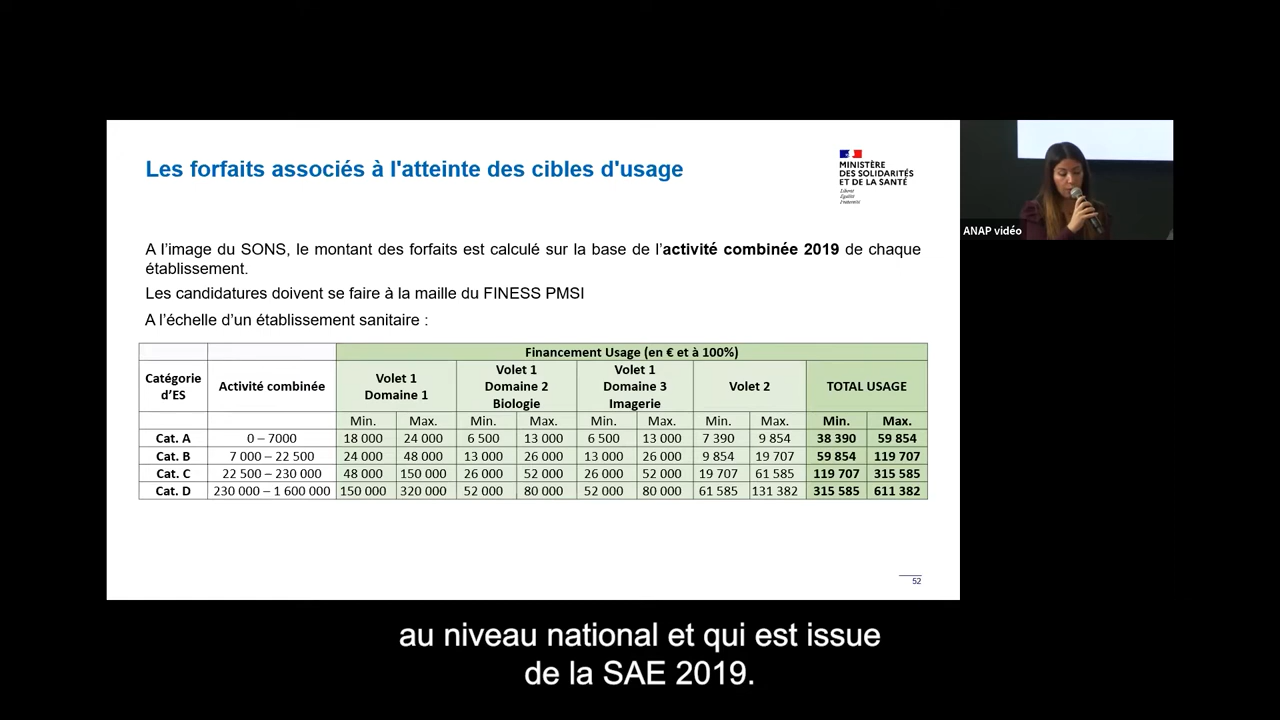 Les forfaits associés à l'atteinte des cibles d'usage
MINISTÈRE
DES SOLIDARITÉS
ET DE LA SANTÉ
Liberté
Égalité
Fraternité
ANAP vidéo
A l'image du SONS, le montant des forfaits est calculé sur la base de l'activité combinée 2019 de chaque
établissement.
Les candidatures doivent se faire à la maille du FINESS PMSI
A l'échelle d'un établissement sanitaire :
Financement Usage (en € et à 100%)
Catégorie d'ES Activité combinée Volet 1 Domaine 1 Volet 1 Domaine 2 Biologie Volet 1 Domaine 3 Imagerie Volet 2 TOTAL USAGE
Min. Max. Min. Max. Min. Max. Min. Max. Min. Max.
Cat. A 0 – 7000 18 000 24 000 6 500 13 000 6 500 13 000 7 390 9 854 38 390 59 854
Cat. B 7 000 – 22 500 24 000 48 000 13 000 26 000 13 000 26 000 9 854 19 707 59 854 119 707
Cat. C 22 500 – 230 000 48 000 150 000 26 000 52 000 26 000 52 000 19 707 61 585 119 707 315 585
Cat. D 230 000 – 1 600 000 150 000 320 000 52 000 80 000 52 000 80 000 61 585 131 382 315 585 611 382
52
au niveau national et qui est issue
de la SAE 2019.